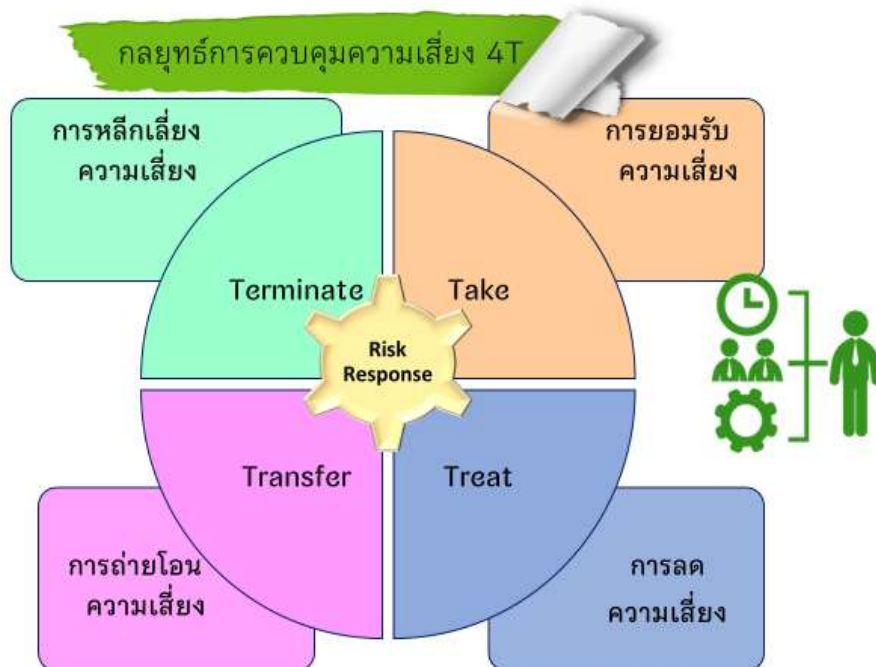 กลยุทธ์การควบคุมความเสี่ยง 4T
การหลีกเลี่ยง
ความเสี่ยง
การยอมรับ
ความเสี่ยง
Terminate
Take
Risk
Response
Transfer
Treat
การถ่ายโอน
ความเสี่ยง
การลด
ความเสี่ยง